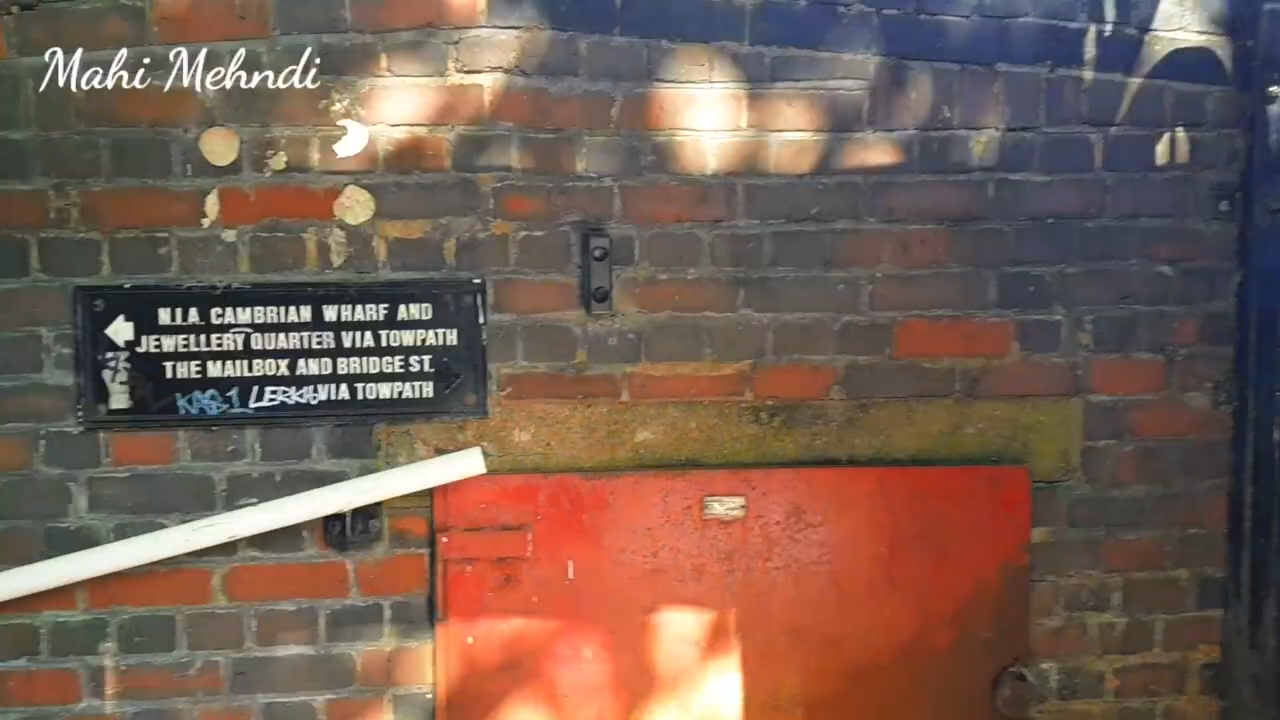 Mahi Mehndi
N.I.A. CAMBRIAN WHARF AND
JEWELLERY QUARTER VIA TOWPATH
THE MAILBOX AND BRIDGE ST.
VIA TOWPATH